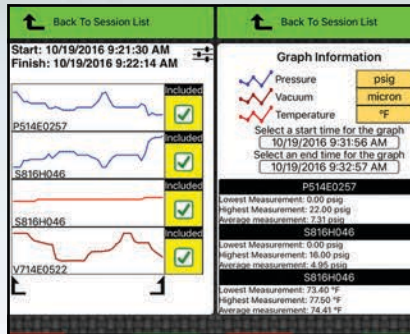 Back To Session List
Start: 10/19/2016 9:21:30 AM
Finish: 10/19/2016 9:22:14 AM
Included
P514E0257
Included
S816H046
Included
S816H046
Included
V714E0522
Back To Session List
Graph Information
Pressure
psig
Vacuum
micron
Temperature
°F
Select a start time for the graph
10/19/2016 9:31:56 AM
Select an end time for the graph
10/19/2016 9:32:57 AM
P514E0257
Lowest Measurement: 0.00 psig
Highest Measurement: 22.00 psig
Average measurement: 7.31 psig
S816H046
Lowest Measurement: 0.00 psig
Highest Measurement: 16.00 psig
Average measurement: 4.95 psig
S816H046
Lowest Measurement: 73.40 °F
Highest Measurement: 77.50 °F
Average Measurement: 74.41 °F